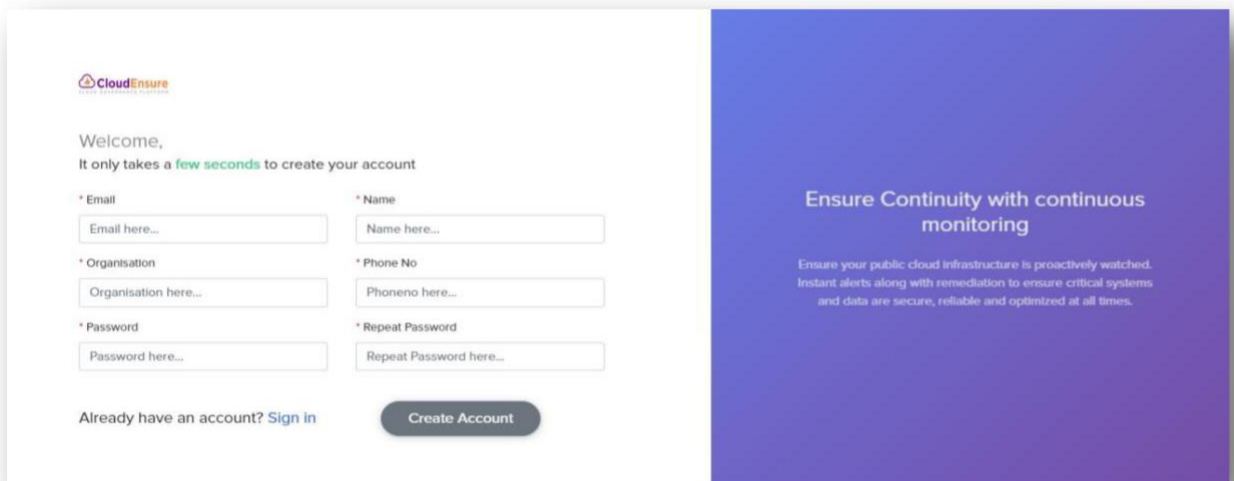 CloudEnsure
CLOUD GOVERNANCE PLATFORM
Welcome,
It only takes a few seconds to create your account
* Email
* Name
Email here...
Name here...
* Organisation
* Phone No
Organisation here...
Phoneno here...
* Password
* Repeat Password
Password here...
Repeat Password here...
Already have an account? Sign in
Create Account
Ensure Continuity with continuous
monitoring
Ensure your public cloud infrastructure is proactively watched.
Instant alerts along with remediation to ensure critical systems
and data are secure, reliable and optimized at all times.